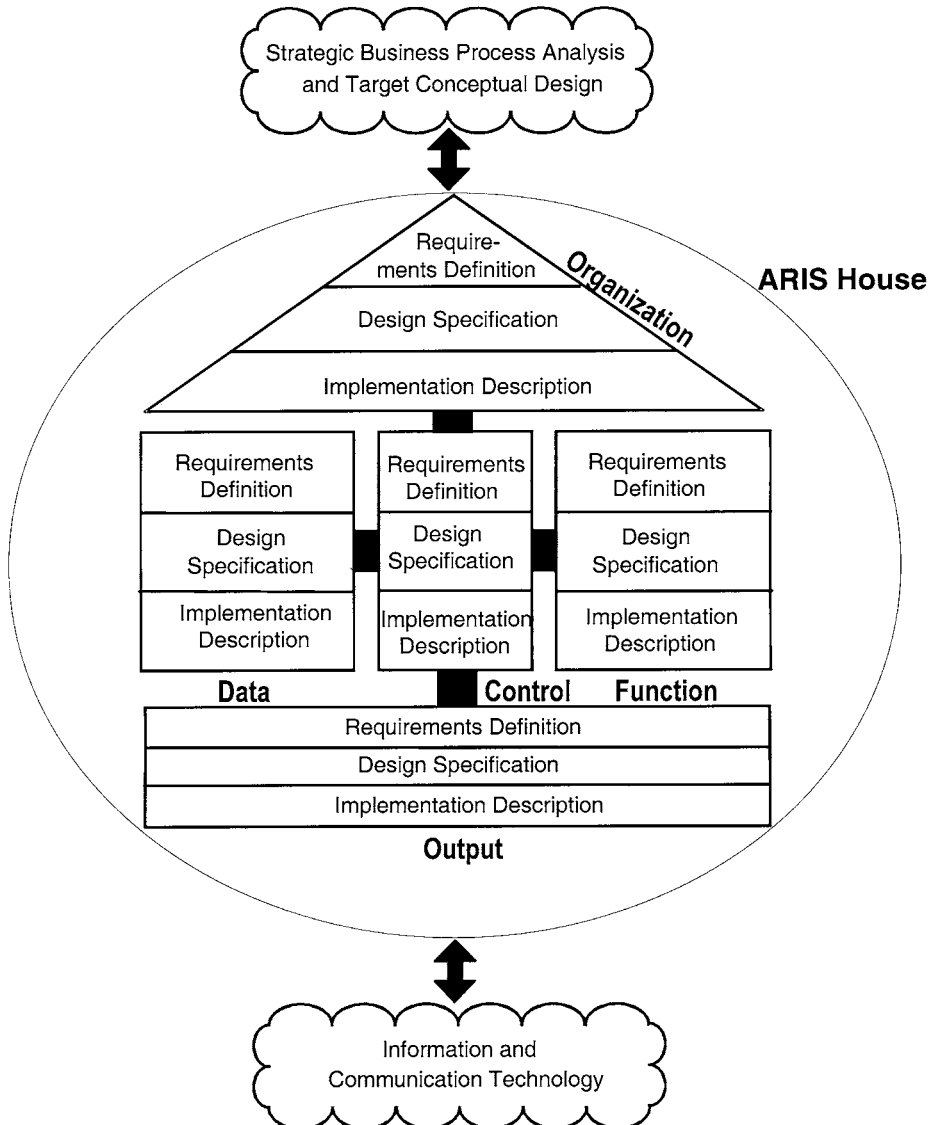 Strategic Business Process Analysis
and Target Conceptual Design
ARIS House
Organization
Require-
ments Definition
Design Specification
Implementation Description
Requirements
Definition
Design
Specification
Implementation
Description
Data
Requirements
Definition
Design
Specification
Implementation
Description
Control
Requirements
Definition
Design
Specification
Implementation
Description
Function
Requirements Definition
Design Specification
Implementation Description
Output
Information and
Communication Technology